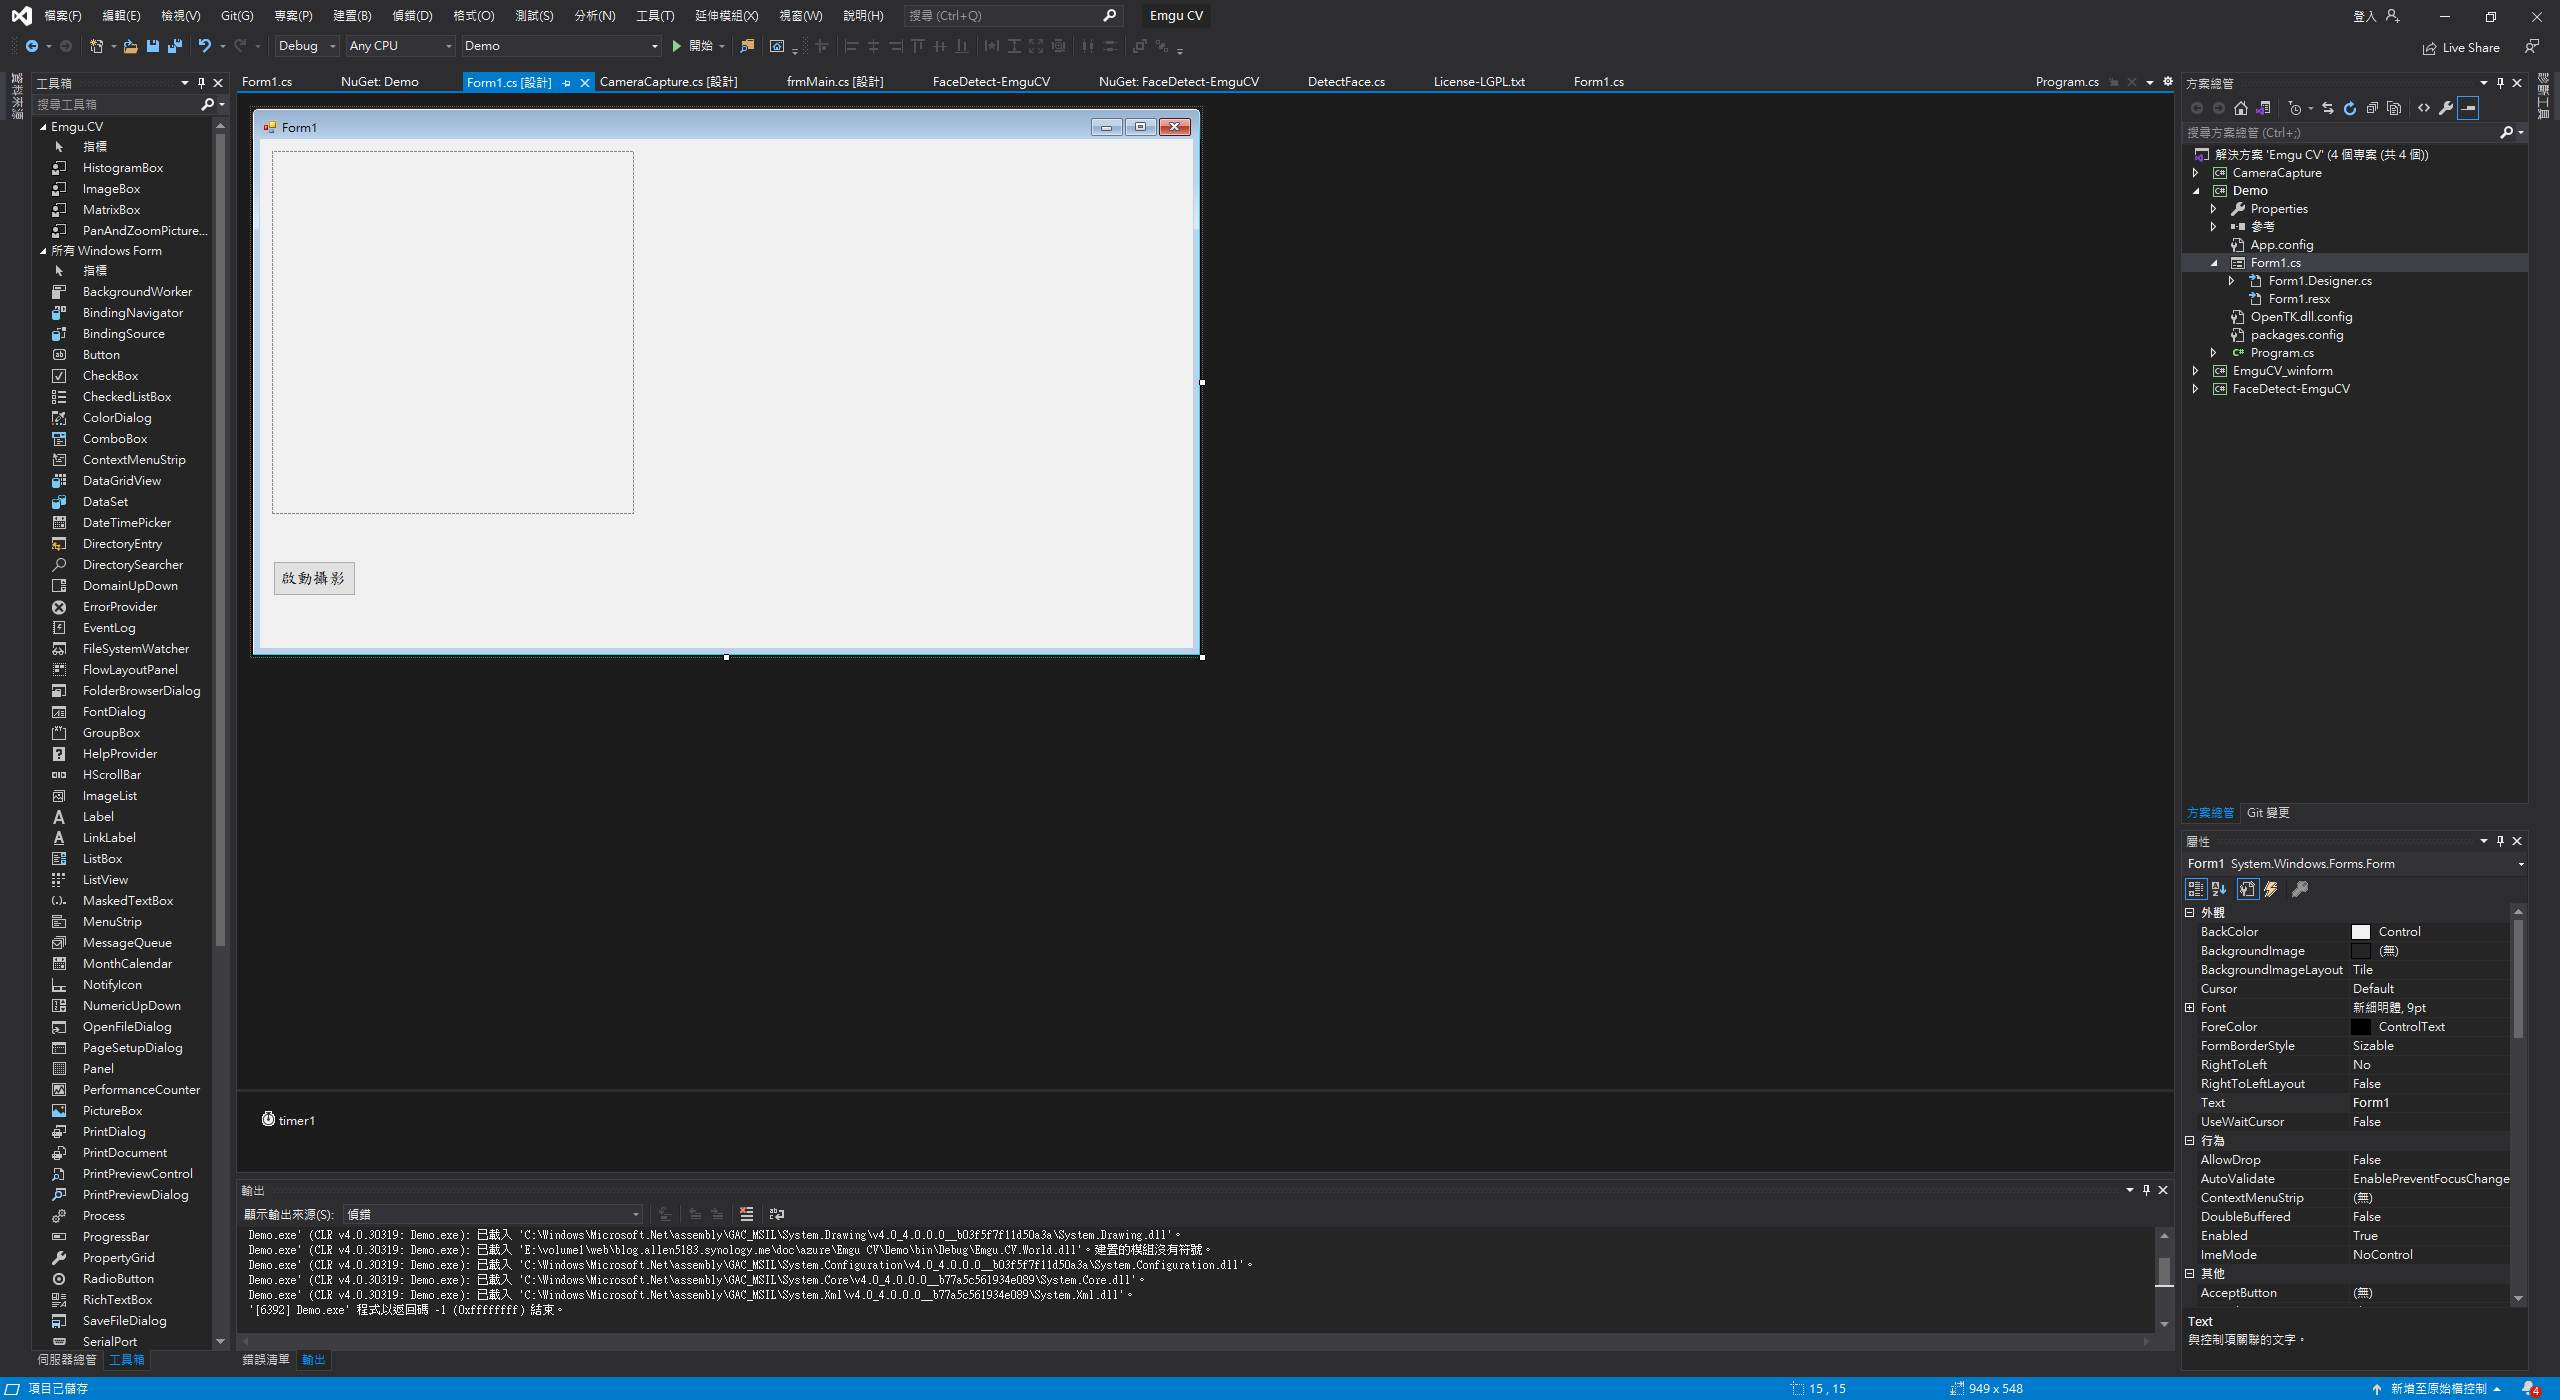 檔案(F) 編輯(E) 檢視(V) Git(G) 專案(P) 建置(B) 偵錯(D) 格式(O) 測試(S) 分析(N) 工具(T) 延伸模組(X) 視窗(W) 說明(H) 搜尋 (Ctrl+Q) Emgu CV 登入
Debug Any CPU Demo 開始 Live Share
資料來源
工具箱
搜尋工具箱
Emgu.CV
指標
HistogramBox
ImageBox
MatrixBox
PanAndZoomPicture...
所有 Windows Form
指標
BackgroundWorker
BindingNavigator
BindingSource
Button
CheckBox
CheckedListBox
ColorDialog
ComboBox
ContextMenuStrip
DataGridView
DataSet
DateTimePicker
DirectoryEntry
DirectorySearcher
DomainUpDown
ErrorProvider
EventLog
FileSystemWatcher
FlowLayoutPanel
FolderBrowserDialog
FontDialog
GroupBox
HelpProvider
HScrollBar
ImageList
Label
LinkLabel
ListBox
ListView
MaskedTextBox
MenuStrip
MessageQueue
MonthCalendar
NotifyIcon
NumericUpDown
OpenFileDialog
PageSetupDialog
Panel
PerformanceCounter
PictureBox
PrintDialog
PrintDocument
PrintPreviewControl
PrintPreviewDialog
Process
ProgressBar
PropertyGrid
RadioButton
RichTextBox
SaveFileDialog
SerialPort
伺服器總管 工具箱
Form1.cs NuGet: Demo Form1.cs [設計] CameraCapture.cs [設計] frmMain.cs [設計] FaceDetect-EmguCV NuGet: FaceDetect-EmguCV DetectFace.cs License-LGPL.txt Form1.cs Program.cs
Form1
啟動攝影
timer1
輸出
顯示輸出來源(S): 偵錯
Demo.exe' (CLR v4.0.30319: Demo.exe): 已載入 'C:\Windows\Microsoft.Net\assembly\GAC_MSIL\System.Drawing\v4.0_4.0.0.0__b03f5f7f11d50a3a\System.Drawing.dll'。
Demo.exe' (CLR v4.0.30319: Demo.exe): 已載入 'E:\volume1\web\blog.allen5183.synology.me\doc\azure\Emgu CV\Demo\bin\Debug\Emgu.CV.World.dll'。建置的模組沒有符號。
Demo.exe' (CLR v4.0.30319: Demo.exe): 已載入 'C:\Windows\Microsoft.Net\assembly\GAC_MSIL\System.Configuration\v4.0_4.0.0.0__b03f5f7f11d50a3a\System.Configuration.dll'。
Demo.exe' (CLR v4.0.30319: Demo.exe): 已載入 'C:\Windows\Microsoft.Net\assembly\GAC_MSIL\System.Core\v4.0_4.0.0.0__b77a5c561934e089\System.Core.dll'。
Demo.exe' (CLR v4.0.30319: Demo.exe): 已載入 'C:\Windows\Microsoft.Net\assembly\GAC_MSIL\System.Xml\v4.0_4.0.0.0__b77a5c561934e089\System.Xml.dll'。
'[6392] Demo.exe' 程式以返回碼 -1 (0xffffffff) 結束。
錯誤清單 輸出
方案總管
搜尋方案總管 (Ctrl+;)
解決方案 'Emgu CV' (4 個專案 (共 4 個))
CameraCapture
Demo
Properties
參考
App.config
Form1.cs
Form1.Designer.cs
Form1.resx
OpenTK.dll.config
packages.config
Program.cs
EmguCV_winform
FaceDetect-EmguCV
方案總管 Git 變更
屬性
Form1 System.Windows.Forms.Form
外觀
BackColor Control
BackgroundImage (無)
BackgroundImageLayout Tile
Cursor Default
Font 新細明體, 9pt
ForeColor ControlText
FormBorderStyle Sizable
RightToLeft No
RightToLeftLayout False
Text Form1
UseWaitCursor False
行為
AllowDrop False
AutoValidate EnablePreventFocusChange
ContextMenuStrip (無)
DoubleBuffered False
Enabled True
ImeMode NoControl
其他
AcceptButton (無)
Text
與控制項關聯的文字。
診斷工具
項目已儲存 15 , 15 949 x 548 新增至原始檔控制 4